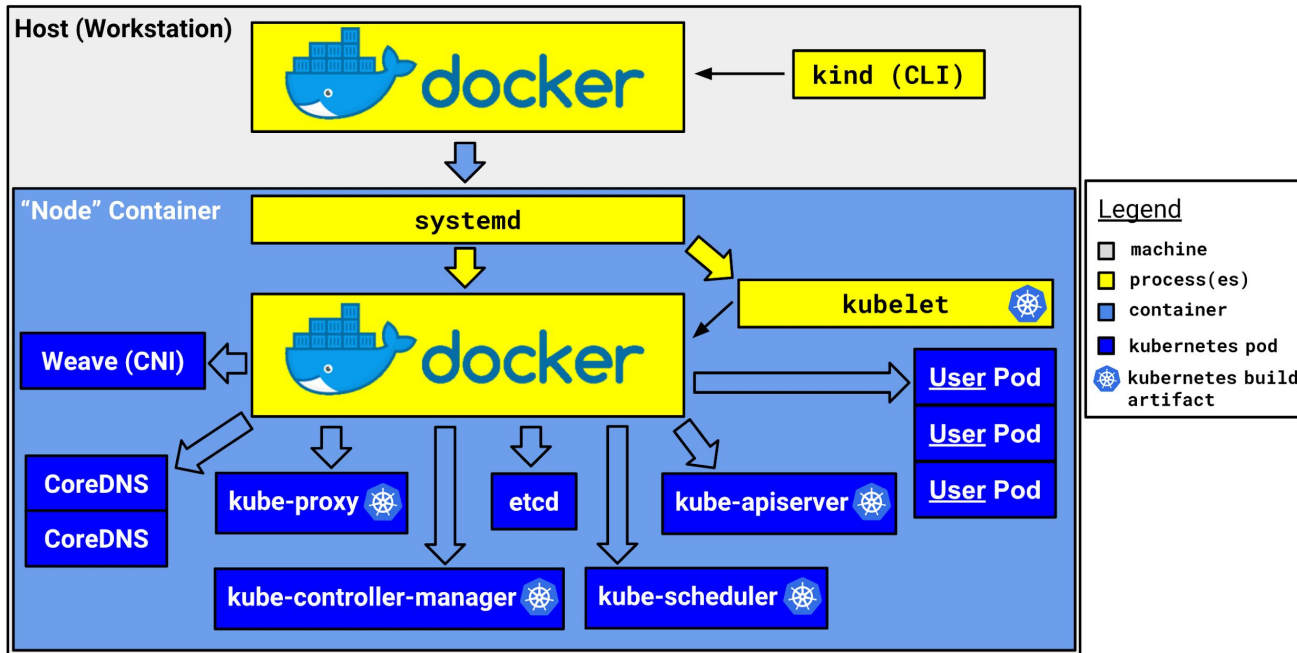 Host (Workstation)
docker
kind (CLI)
“Node” Container
systemd
kubelet
docker
Weave (CNI)
User Pod
User Pod
User Pod
CoreDNS
CoreDNS
kube-proxy
etcd
kube-apiserver
kube-controller-manager
kube-scheduler
Legend
machine
process(es)
container
kubernetes pod
kubernetes build
artifact